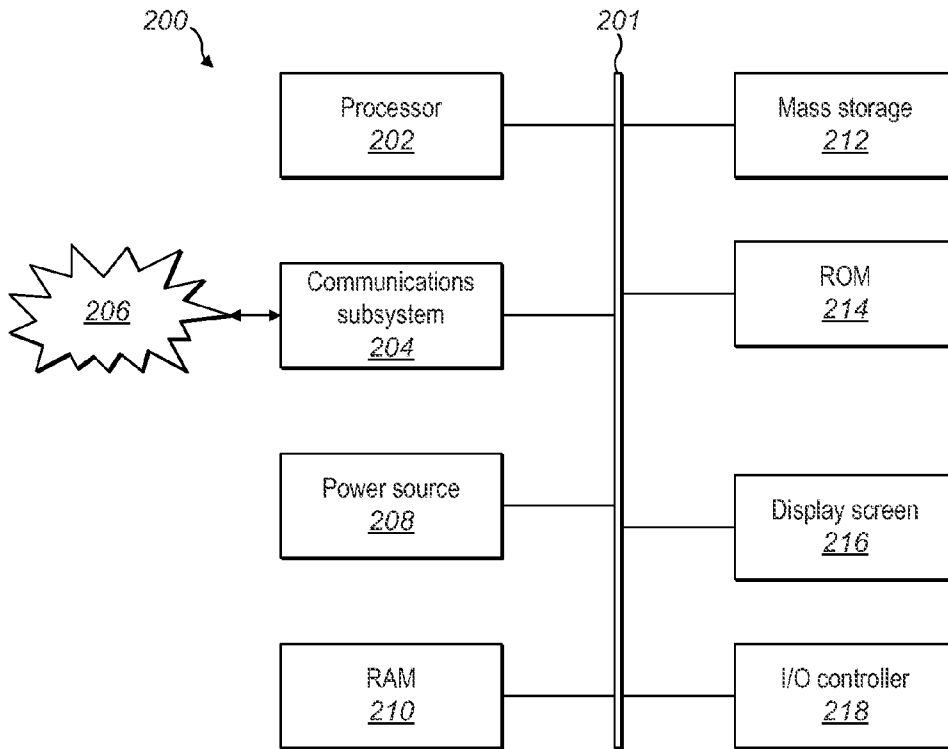 200
201
Processor
202
Mass storage
212
206
Communications
subsystem
204
ROM
214
Power source
208
Display screen
216
RAM
210
I/O controller
218